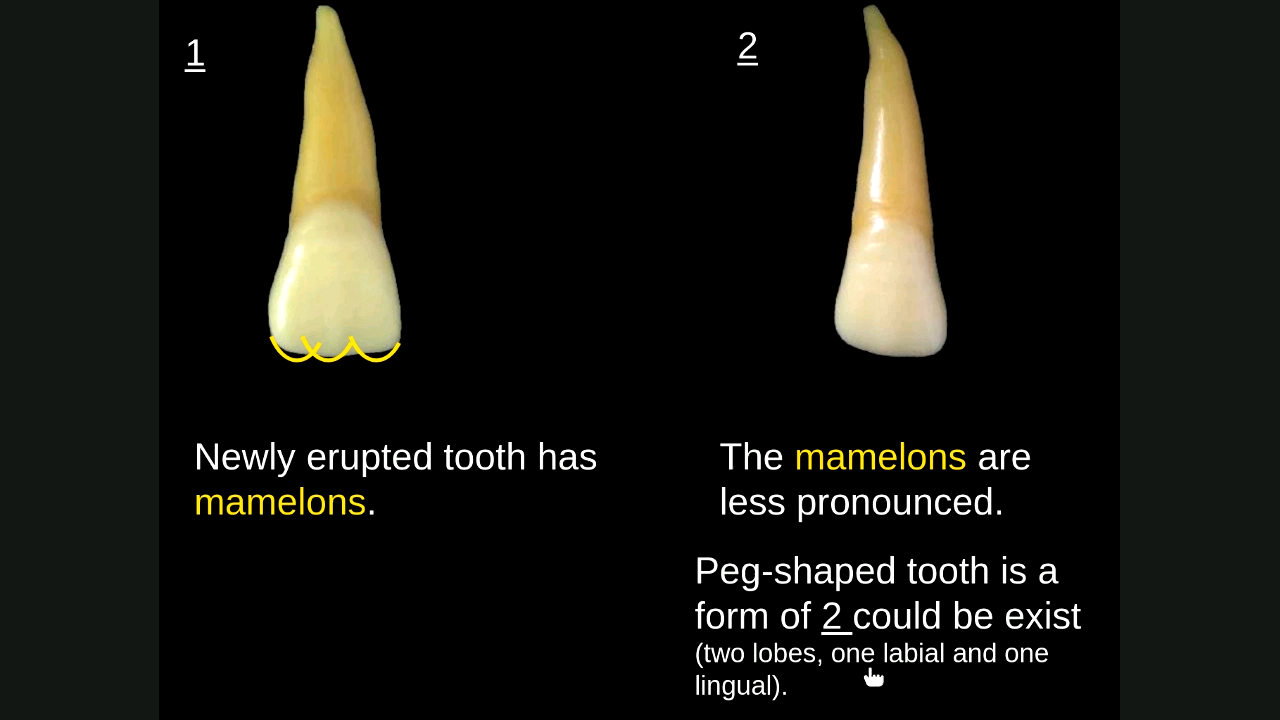 1
2
Newly erupted tooth has
mamelons.
The mamelons are
less pronounced.
Peg-shaped tooth is a
form of 2 could be exist
(two lobes, one labial and one
lingual).